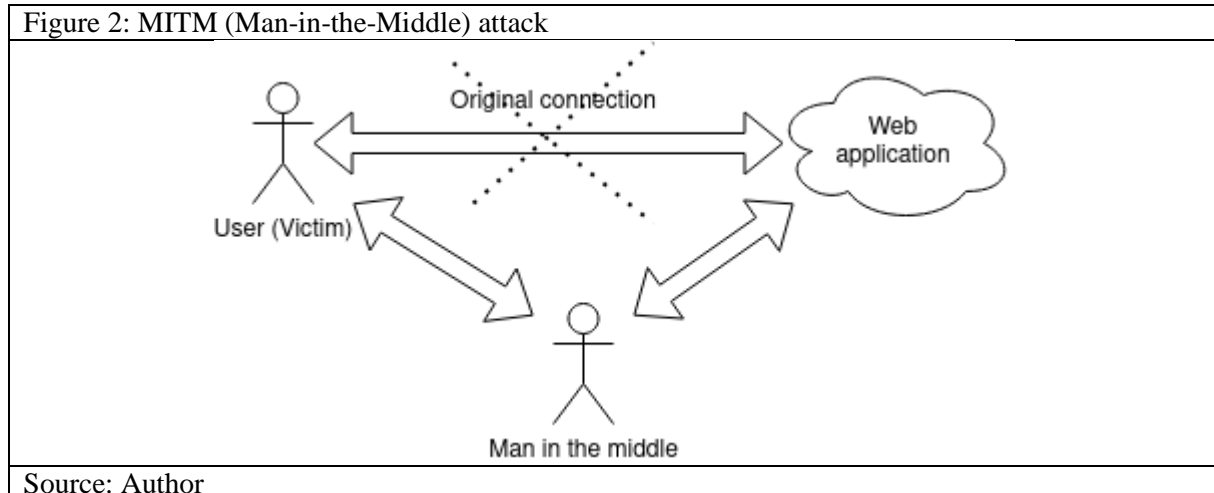 Figure 2: MITM (Man-in-the-Middle) attack
Original connection
Web
application
User (Victim)
Man in the middle
Source: Author